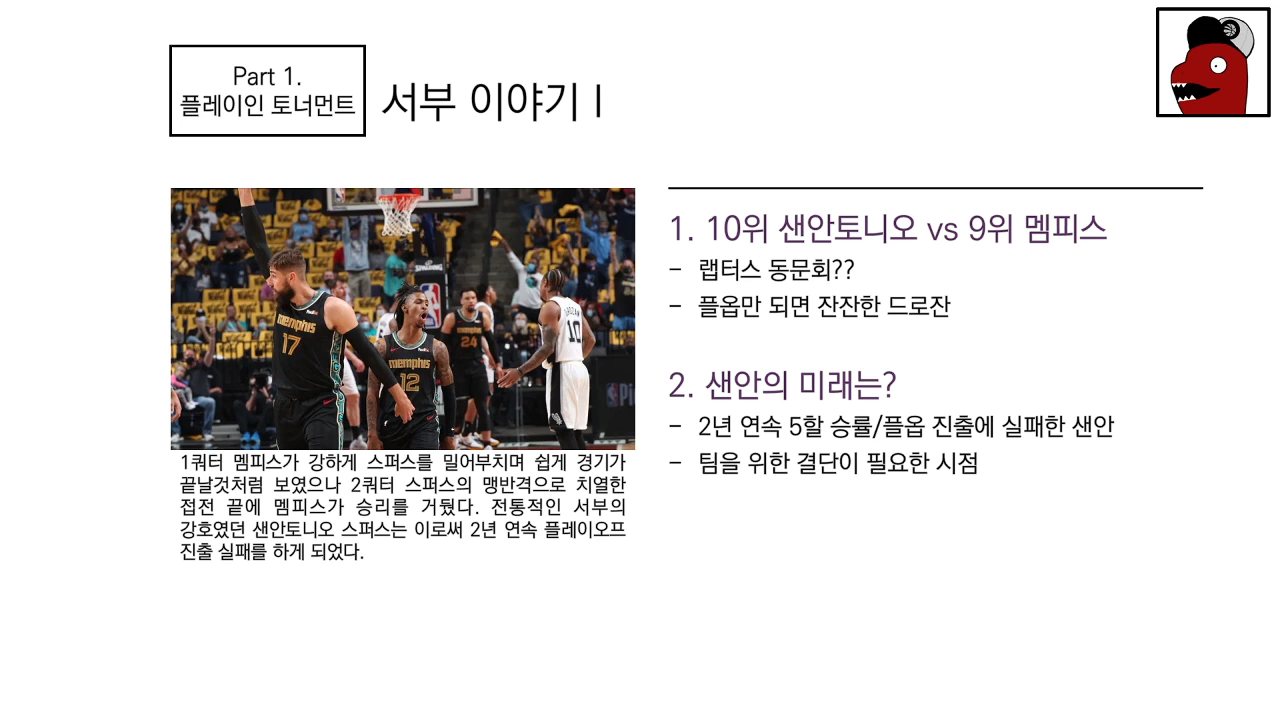 Part 1.
플레이인 토너먼트
서부 이야기 I
memphis
17
memphis
12
24
SPALDING
10
1. 10위 샌안토니오 vs 9위 멤피스
- 랩터스 동문회??
- 플옵만 되면 잔잔한 드로잔
2. 샌안의 미래는?
- 2년 연속 5할 승률/플옵 진출에 실패한 샌안
- 팀을 위한 결단이 필요한 시점
1쿼터 멤피스가 강하게 스퍼스를 밀어부치며 쉽게 경기가
끝날것처럼 보였으나 2쿼터 스퍼스의 맹반격으로 치열한
접전 끝에 멤피스가 승리를 거뒀다. 전통적인 서부의
강호였던 샌안토니오 스퍼스는 이로써 2년 연속 플레이오프
진출 실패를 하게 되었다.